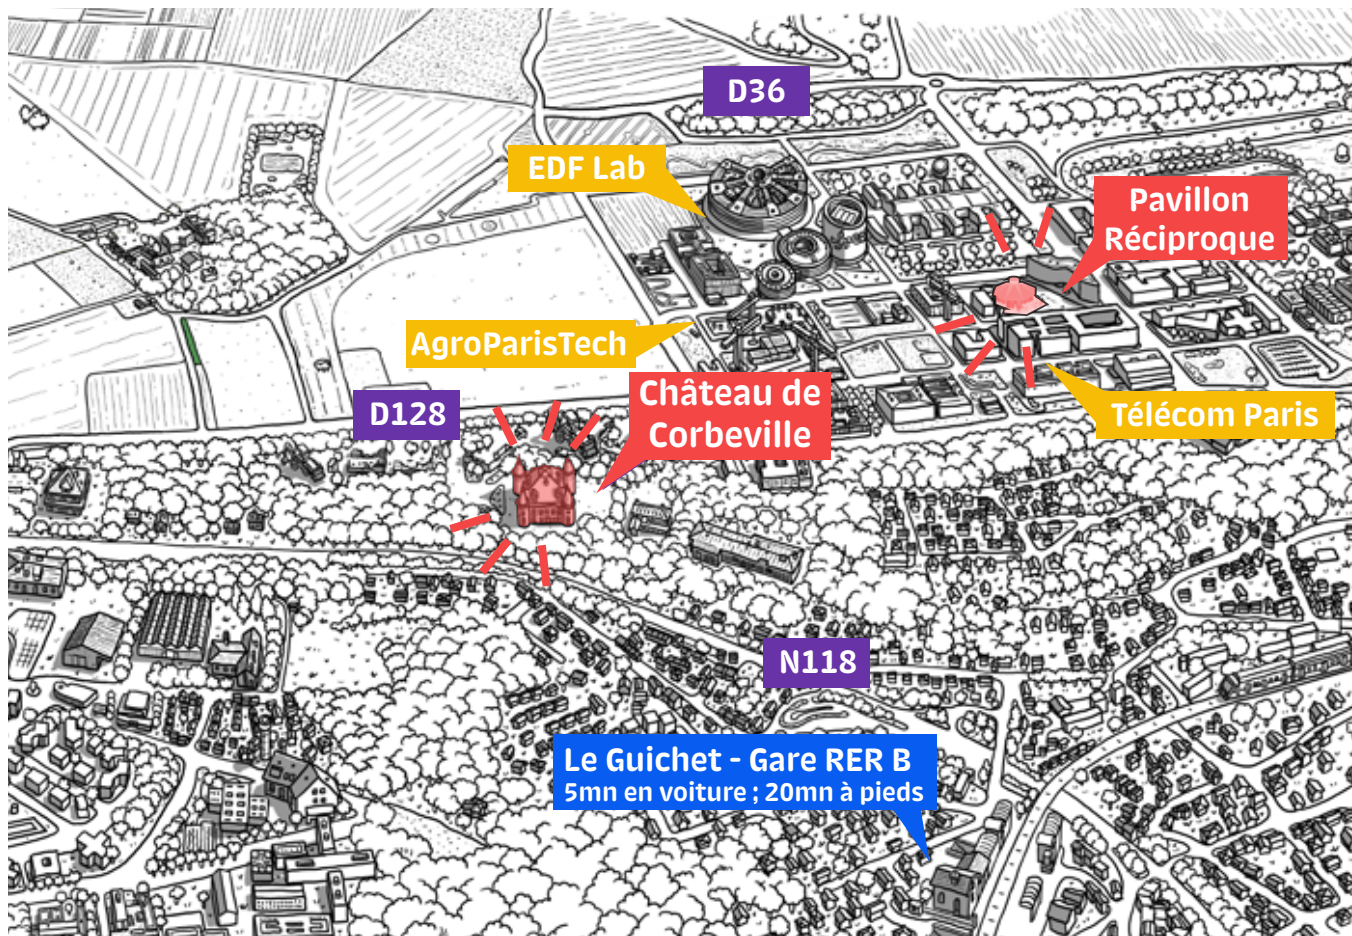 D36
EDF Lab
Pavillon
Réciproque
AgroParisTech
Château de
Corbeville
D128
Télécom Paris
N118
Le Guichet - Gare RER B
5mn en voiture ; 20mn à pieds